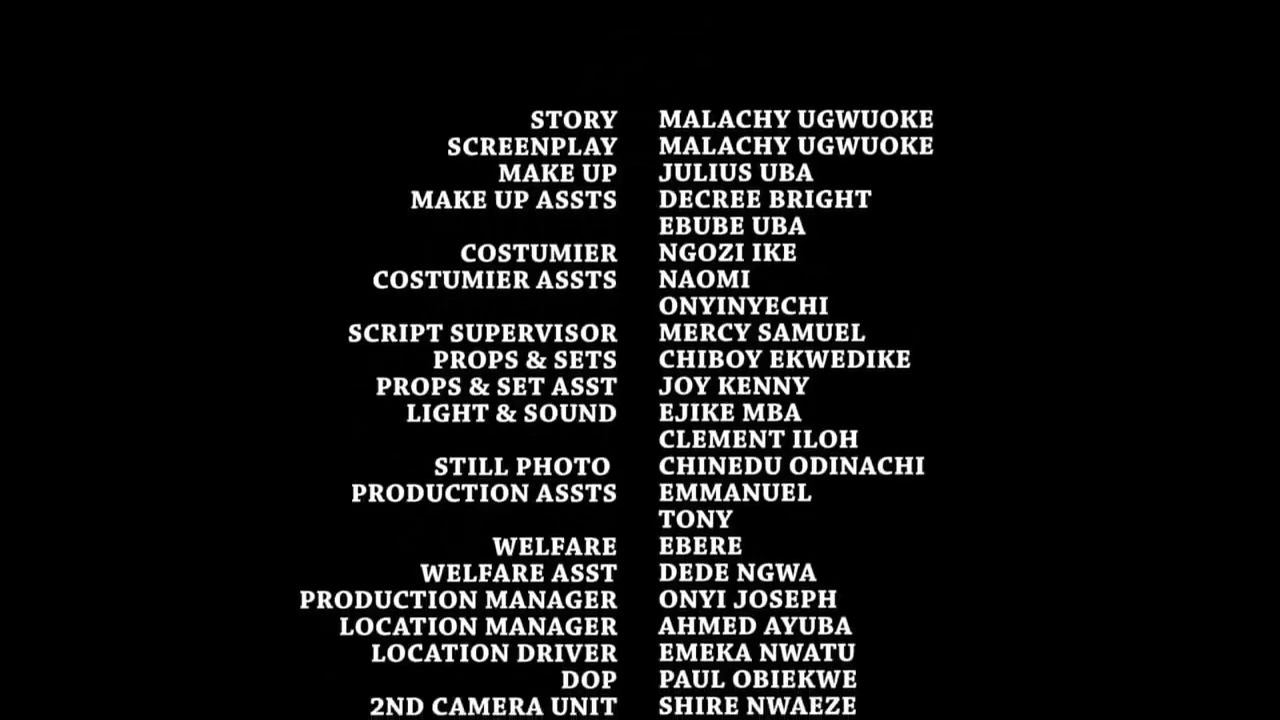 STORY MALACHY UGWUOKE
SCREENPLAY MALACHY UGWUOKE
MAKE UP JULIUS UBA
MAKE UP ASSTS DECREE BRIGHT
EBUBE UBA
COSTUMIER NGOZI IKE
COSTUMIER ASSTS NAOMI
ONYINYECHI
SCRIPT SUPERVISOR MERCY SAMUEL
PROPS & SETS CHIBOY EKWEDIKE
PROPS & SET ASST JOY KENNY
LIGHT & SOUND EJIKE MBA
CLEMENT ILOH
STILL PHOTO CHINEDU ODINACHI
PRODUCTION ASSTS EMMANUEL
TONY
WELFARE EBERE
WELFARE ASST DEDE NGWA
PRODUCTION MANAGER ONYI JOSEPH
LOCATION MANAGER AHMED AYUBA
LOCATION DRIVER EMEKA NWATU
DOP PAUL OBIEKWE
2ND CAMERA UNIT SHIRE NWAEZE